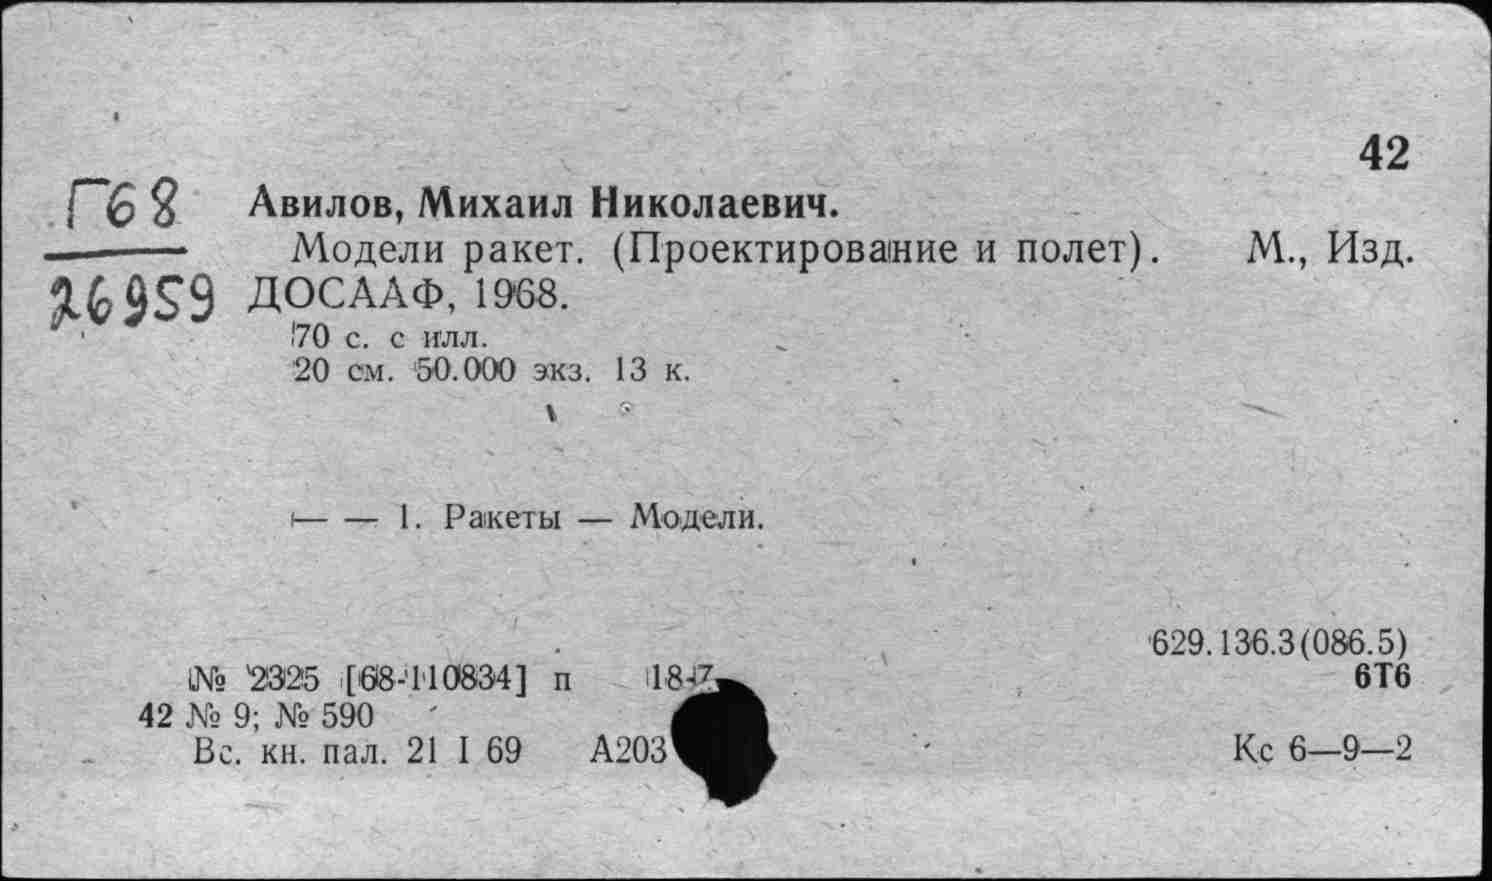 42
Г68
26959
Авилов, Михаил Николаевич.
Модели ракет. (Проектирование и полет). М., Изд.
ДОСААФ, 1968.
70 с. с илл.
20 см. 50.000 экз. 13 к.
— — 1. Ракеты — Модели.
629.136.3(086.5)
№ 2325 [68-110834] п 18-7
6Т6
42 № 9; № 590
Вс. кн. пал. 21 I 69 А203
Кс 6—9—2